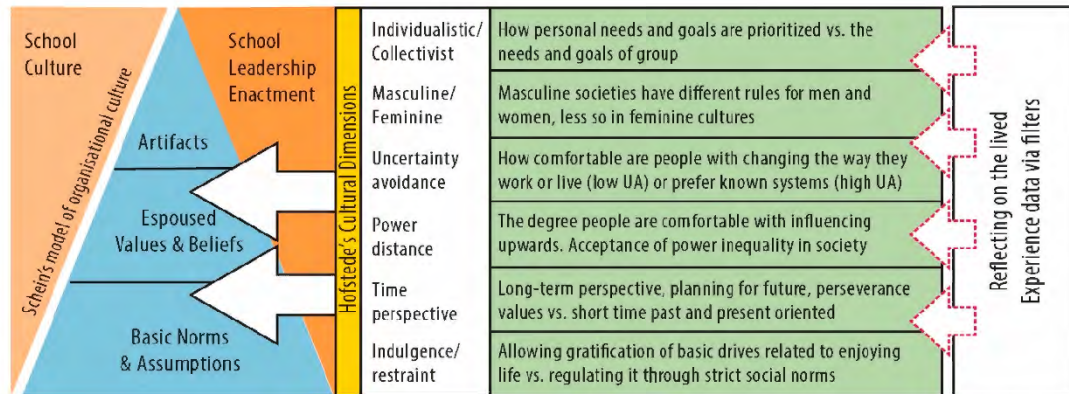 School
Culture
School
Leadership
Enactment
Schein's model of organisational culture
Artifacts
Espoused
Values & Beliefs
Basic Norms
& Assumptions
Hofstede's Cultural Dimensions
Individualistic/
Collectivist
How personal needs and goals are prioritized vs. the
needs and goals of group
Masculine/
Feminine
Masculine societies have different rules for men and
women, less so in feminine cultures
Uncertainty
avoidance
How comfortable are people with changing the way they
work or live (low UA) or prefer known systems (high UA)
Power
distance
The degree people are comfortable with influencing
upwards. Acceptance of power inequality in society
Time
perspective
Long-term perspective, planning for future, perseverance
values vs. short time past and present oriented
Indulgence/
restraint
Allowing gratification of basic drives related to enjoying
life vs. regulating it through strict social norms
Reflecting on the lived
Experience data via filters